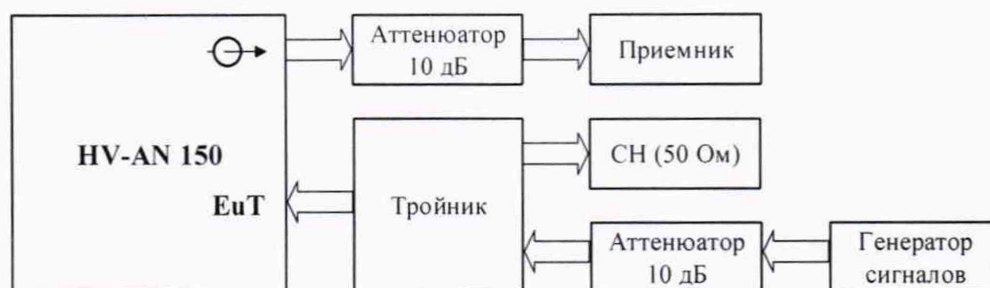 Аттенюатор
10 дБ
Приемник
HV-AN 150
СН (50 Ом)
EuT
Тройник
Аттенюатор
10 дБ
Генератор
сигналов